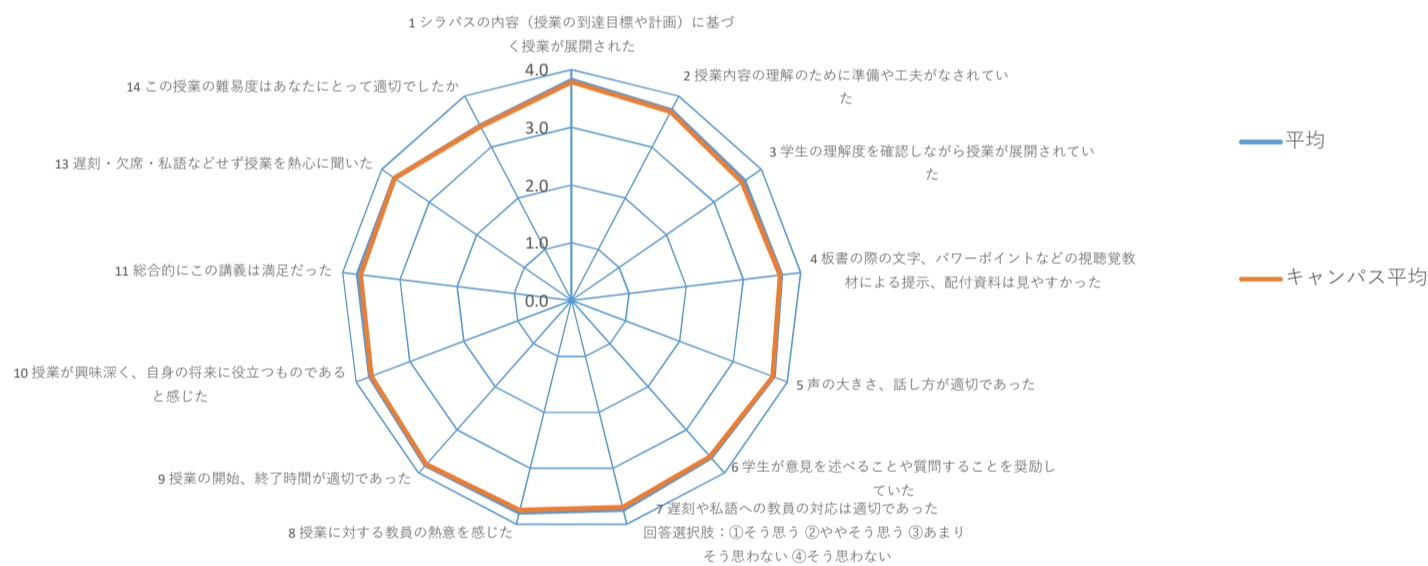 1 シラバスの内容（授業の到達目標や計画）に基づ
く授業が展開された
2 授業内容の理解のために準備や工夫がなされてい
た
3 学生の理解度を確認しながら授業が展開されてい
た
4 板書の際の文字、パワーポイントなどの視聴覚教
材による提示、配付資料は見やすかった
5 声の大きさ、話し方が適切であった
6 学生が意見を述べることや質問することを奨励し
ていた
7 遅刻や私語への教員の対応は適切であった
回答選択肢：①そう思う ②ややそう思う ③あまり
そう思わない ④そう思わない
8 授業に対する教員の熱意を感じた
9 授業の開始、終了時間が適切であった
10 授業が興味深く、自身の将来に役立つものである
と感じた
11 総合的にこの講義は満足だった
13 遅刻・欠席・私語などせず授業を熱心に聞いた
14 この授業の難易度はあなたにとって適切でしたか
4.0
3.0
2.0
1.0
0.0
平均
キャンパス平均